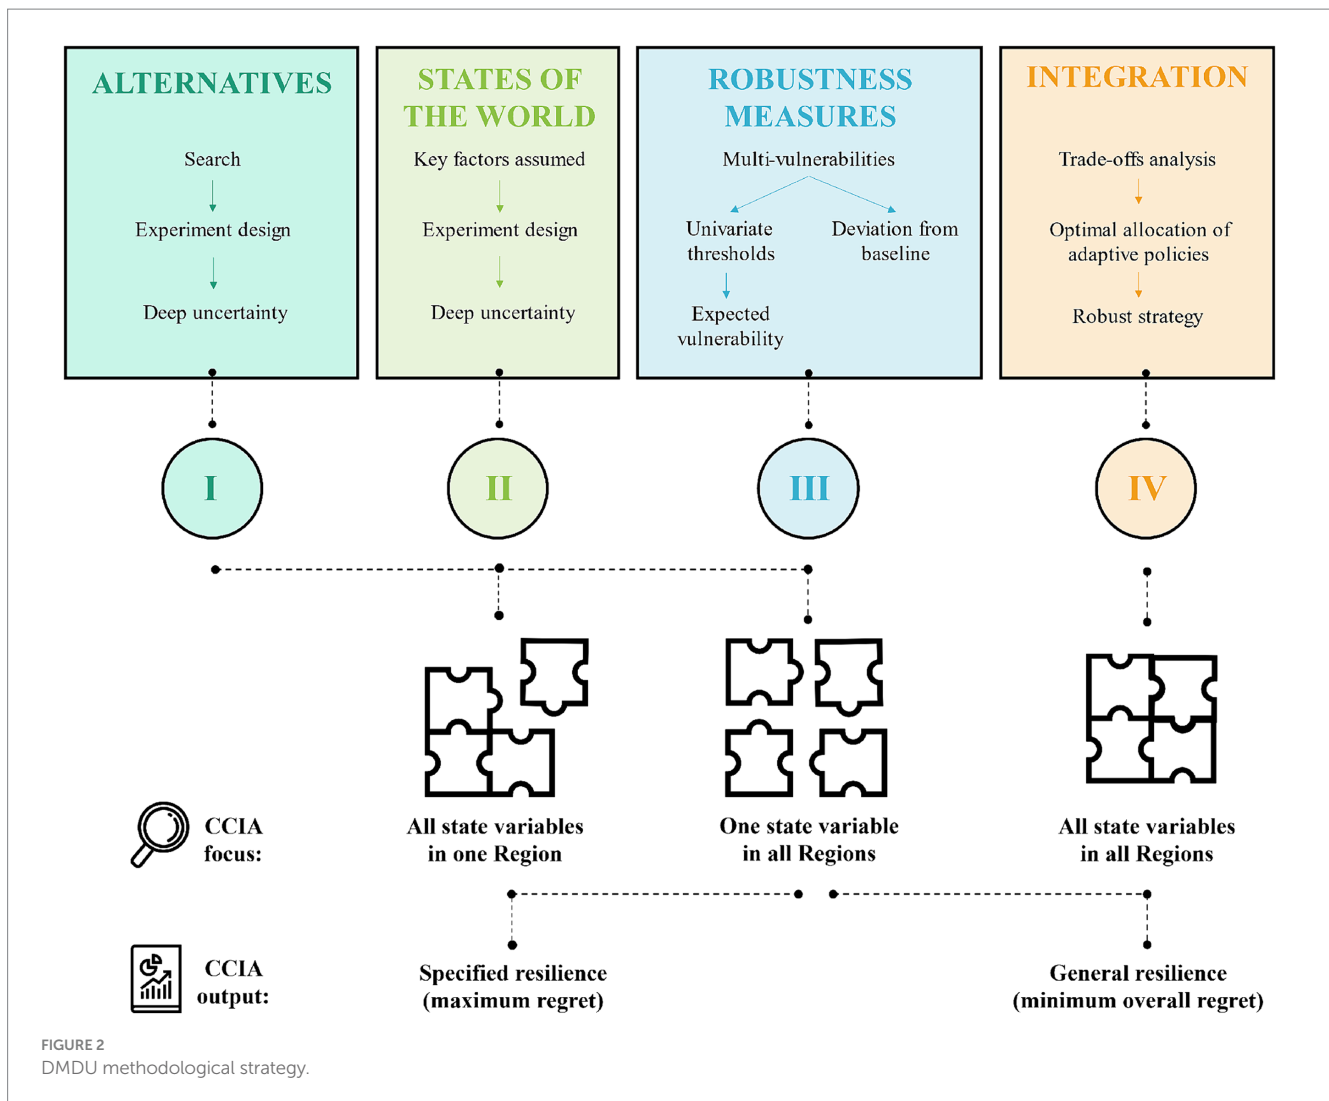 ALTERNATIVES
Search
Experiment design
Deep uncertainty
STATES OF
THE WORLD
Key factors assumed
Experiment design
Deep uncertainty
ROBUSTNESS
MEASURES
Multi-vulnerabilities
Univariate
thresholds
Expected
vulnerability
Deviation from
baseline
INTEGRATION
Trade-offs analysis
Optimal allocation of
adaptive policies
Robust strategy
I
II
III
IV
CCIA
focus:
All state variables
in one Region
One state variable
in all Regions
All state variables
in all Regions
CCIA
output:
Specified resilience
(maximum regret)
General resilience
(minimum overall regret)
FIGURE 2
DMDU methodological strategy.